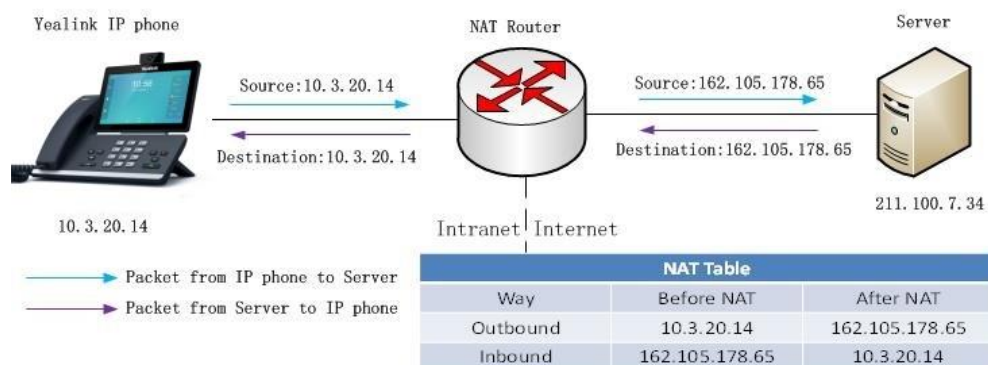 Yealink IP phone
NAT Router
Server
Source:10.3.20.14
Source:162.105.178.65
Destination:10.3.20.14
Destination:162.105.178.65
10.3.20.14
211.100.7.34
Intranet Internet
Packet from IP phone to Server
Packet from Server to IP phone
NAT Table
Way Before NAT After NAT
Outbound 10.3.20.14 162.105.178.65
Inbound 162.105.178.65 10.3.20.14